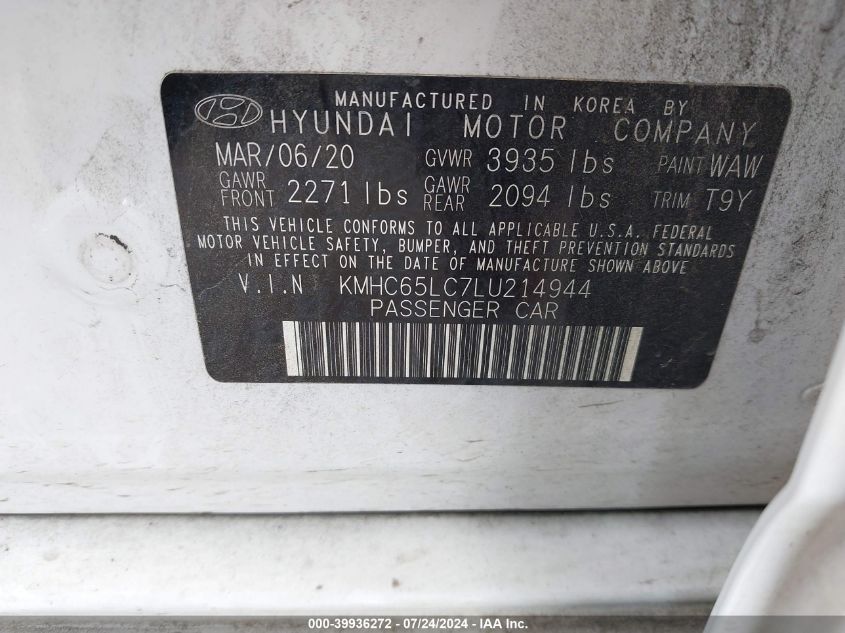 MANUFACTURED IN KOREA BY
HYUNDAI MOTOR COMPANY
MAR/06/20 GVWR 3935 lbs PAINT WAW
GAWR FRONT 2271 lbs GAWR REAR 2094 lbs TRIM T9Y
THIS VEHICLE CONFORMS TO ALL APPLICABLE U.S.A. FEDERAL
MOTOR VEHICLE SAFETY, BUMPER, AND THEFT PREVENTION STANDARDS
IN EFFECT ON THE DATE OF MANUFACTURE SHOWN ABOVE
V.I.N KMHC65LC7LU214944
PASSENGER CAR
000-39936272 - 07/24/2024 - IAA Inc.